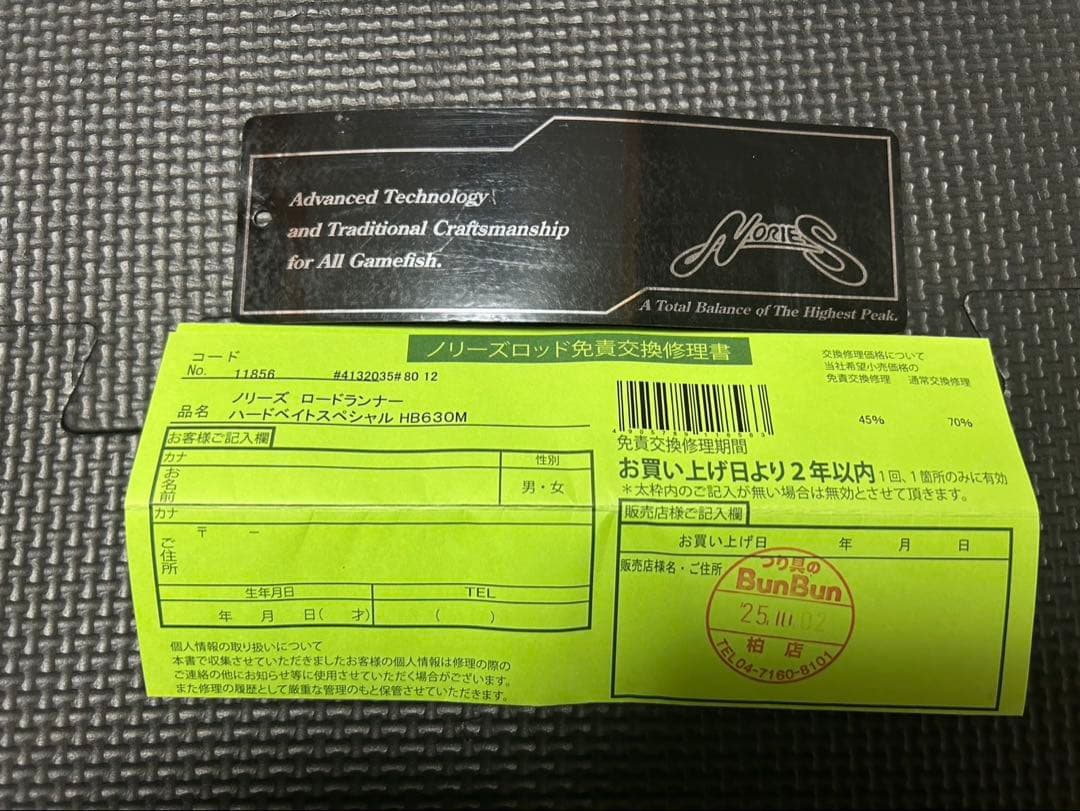 Advanced Technology
and Traditional Craftsmanship
for All Gamefish.
NORIES
A Total Balance of The Highest Peak.
ノリーズロッド免責交換修理書
コード
No. 11856 #4132035# 80 12
品名 ノリーズ ロードランナー
ハードベイトスペシャル HB630M
交換修理価格について
当社希望小売価格の
免責交換修理 通常交換修理
45% 70%
免責交換修理期間
お買い上げ日より2年以内 1回、1箇所のみに有効
*太枠内のご記入が無い場合は無効とさせて頂きます。
お客様ご記入欄
カナ 性別
お名前 男・女
カナ
〒 ー
ご住所
生年月日 TEL
年 月 日( 才) ( )
個人情報の取り扱いについて
本書で収集させていただきましたお客様の個人情報は修理の際の
ご連絡の他にお知らせ等に使用させていただく場合がございます。
また修理の履歴として厳重な管理のもと保管させていただきます。
販売店様ご記入欄
お買い上げ日 年 月 日
販売店様名・ご住所
つり具の
BunBun
'25.10.02
柏店
TEL04-7160-8101